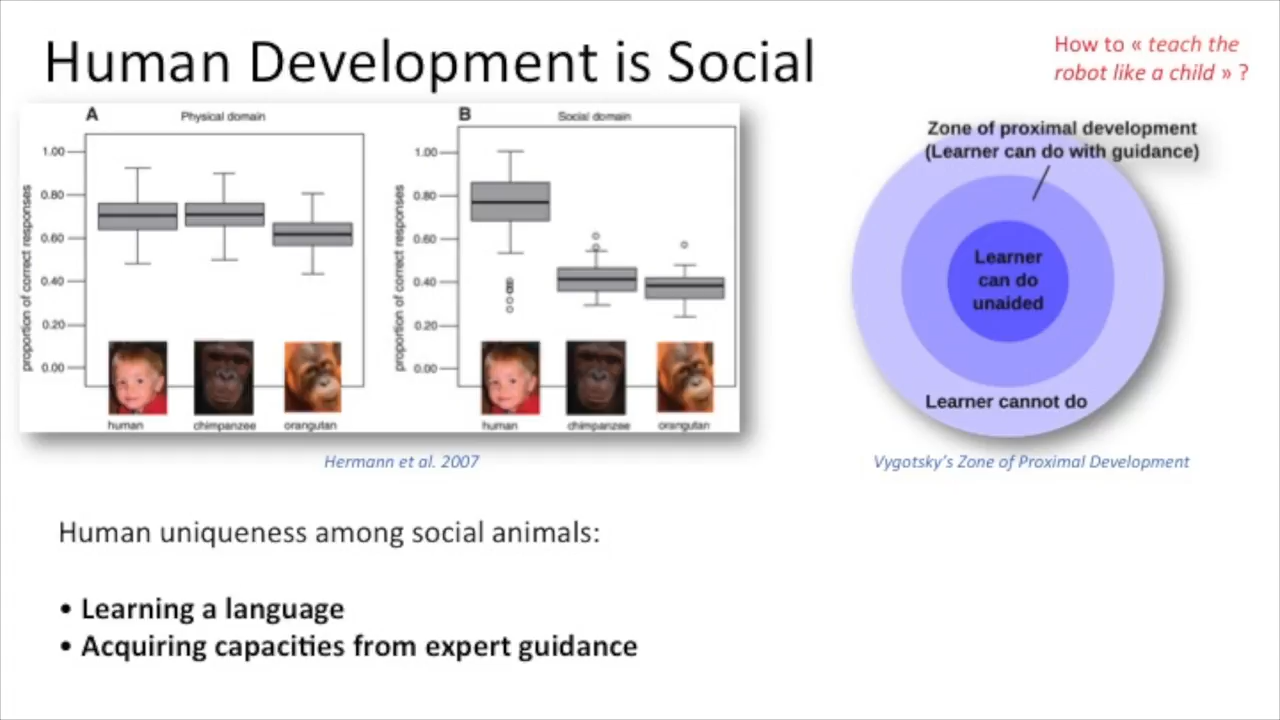 Human Development is Social
How to « teach the
robot like a child » ?
A
Physical domain
1.00
0.80
0.60
0.40
0.20
0.00
proportion of correct responses
human
chimpanzee
orangutan
B
Social domain
1.00
0.80
0.60
0.40
0.20
0.00
proportion of correct responses
human
chimpanzee
orangutan
Hermann et al. 2007
Zone of proximal development
(Learner can do with guidance)
Learner
can do
unaided
Learner cannot do
Vygotsky's Zone of Proximal Development
Human uniqueness among social animals:
• Learning a language
• Acquiring capacities from expert guidance